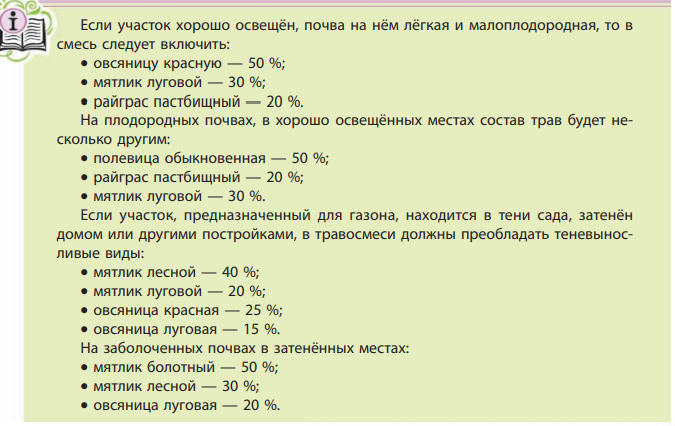 Если участок хорошо освещён, почва на нём лёгкая и малоплодородная, то в
смесь следует включить:
• овсяницу красную — 50 %;
• мятлик луговой — 30 %;
• райграс пастбищный — 20 %.
На плодородных почвах, в хорошо освещённых местах состав трав будет не-
сколько другим:
• полевица обыкновенная — 50 %;
• райграс пастбищный — 20 %;
• мятлик луговой — 30 %.
Если участок, предназначенный для газона, находится в тени сада, затенён
домом или другими постройками, в травосмеси должны преобладать теневынос-
ливые виды:
• мятлик лесной — 40 %;
• мятлик луговой — 20 %;
• овсяница красная — 25 %;
• овсяница луговая — 15 %.
На заболоченных почвах в затенённых местах:
• мятлик болотный — 50 %;
• мятлик лесной — 30 %;
• овсяница луговая — 20 %.